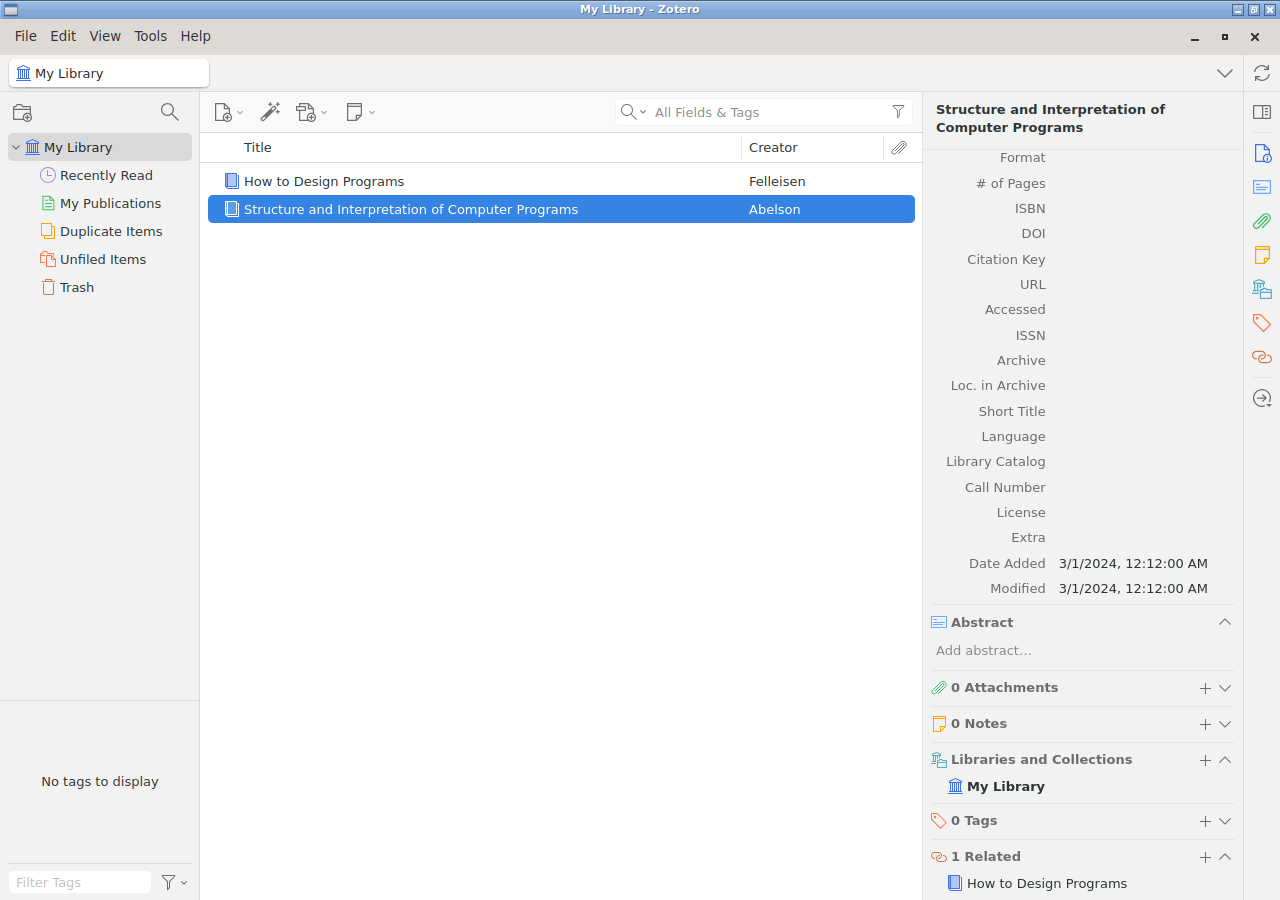 My Library - Zotero
File Edit View Tools Help
My Library
All Fields & Tags
My Library
Recently Read
My Publications
Duplicate Items
Unfiled Items
Trash
No tags to display
Filter Tags
Title Creator
How to Design Programs Felleisen
Structure and Interpretation of Computer Programs Abelson
Structure and Interpretation of
Computer Programs
Format
# of Pages
ISBN
DOI
Citation Key
URL
Accessed
ISSN
Archive
Loc. in Archive
Short Title
Language
Library Catalog
Call Number
License
Extra
Date Added 3/1/2024, 12:12:00 AM
Modified 3/1/2024, 12:12:00 AM
Abstract
Add abstract...
0 Attachments
0 Notes
Libraries and Collections
My Library
0 Tags
1 Related
How to Design Programs